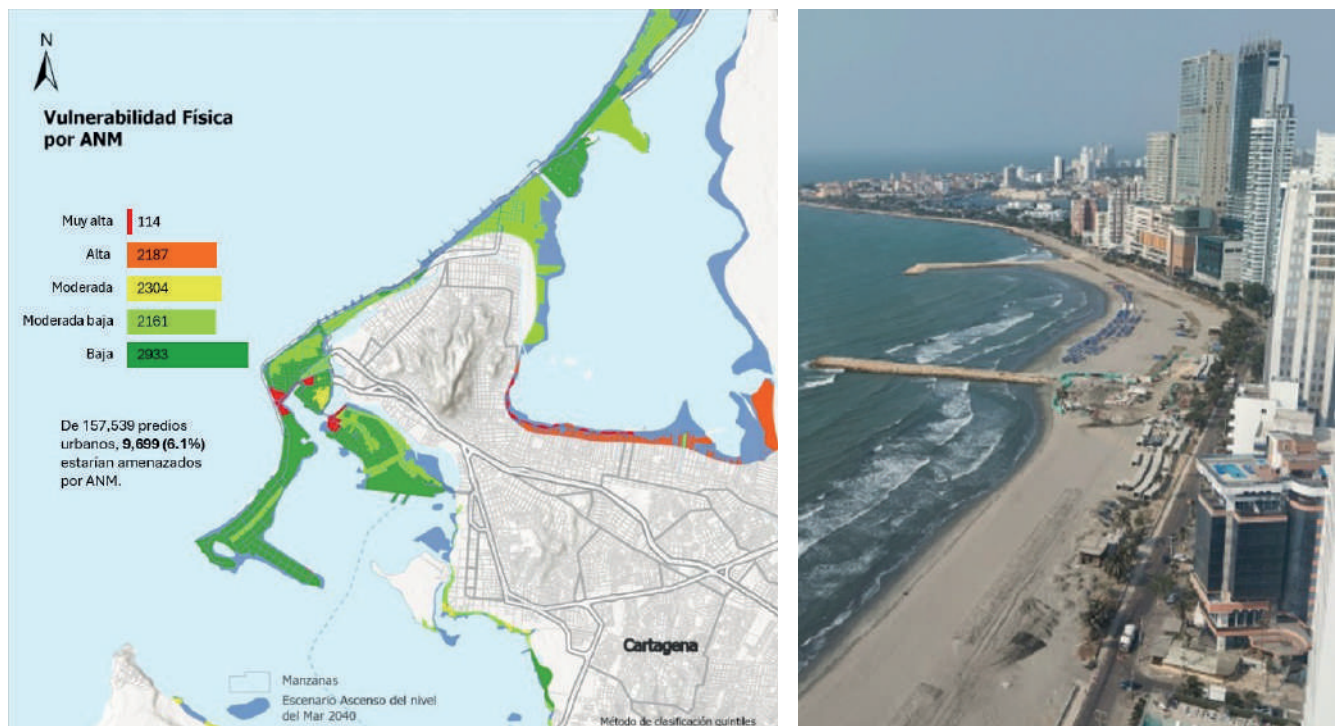 N
Vulnerabilidad Física
por ANM
Muy alta 114
Alta 2187
Moderada 2304
Moderada baja 2161
Baja 2933
De 157,539 predios
urbanos, 9,699 (6.1%)
estarían amenazados
por ANM.
Cartagena
Manzanas
Escenario Ascenso del nivel
del Mar 2040
Método de clasificación quintiles